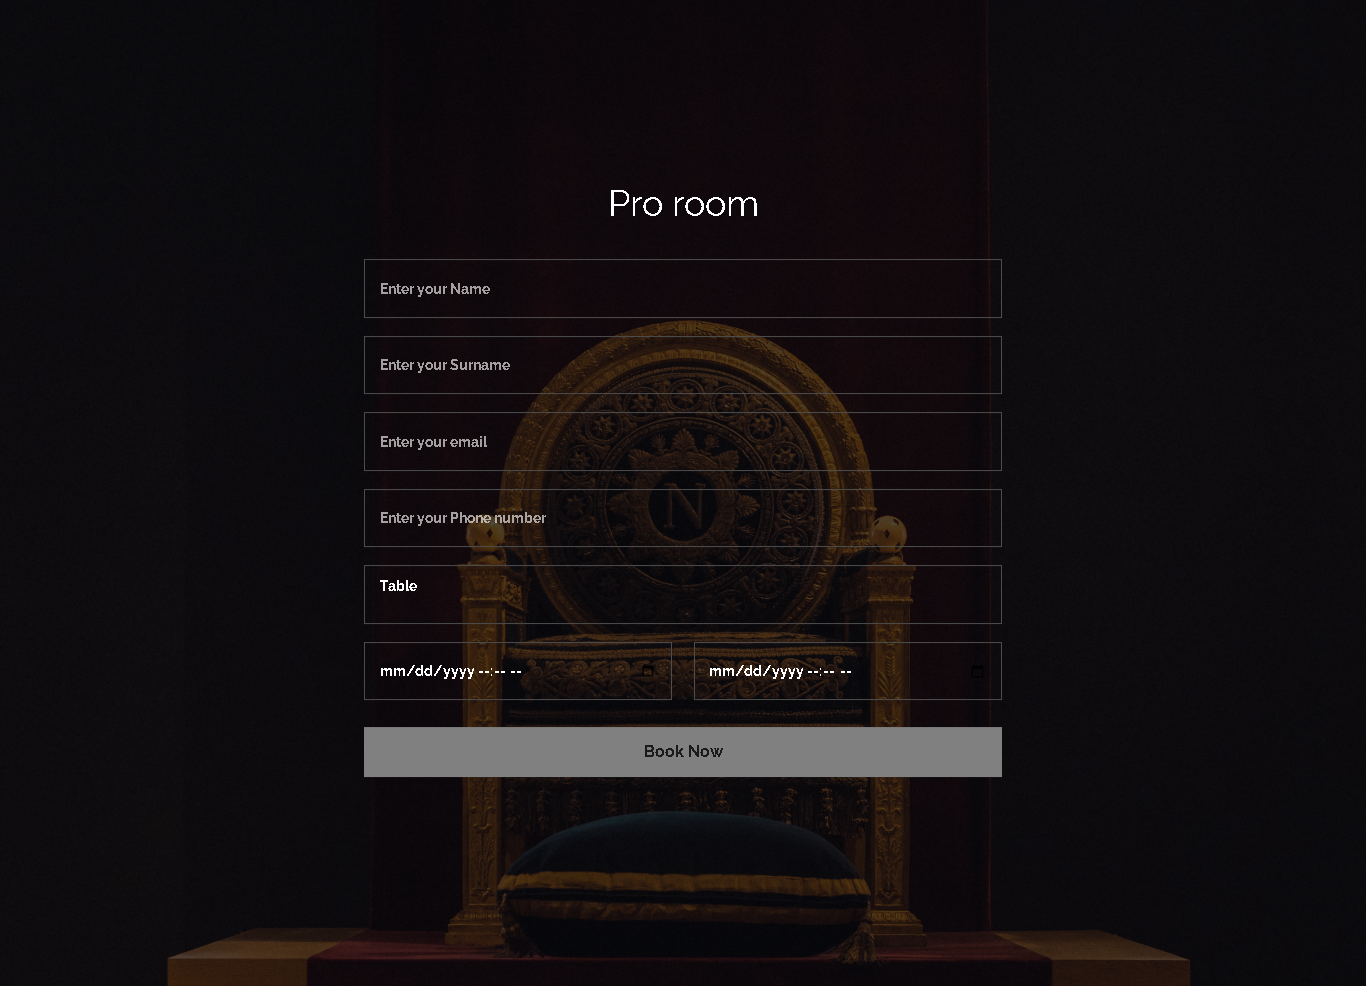 Pro room
Enter your Name
Enter your Surname
Enter your email
N
Enter your Phone number
Table
mm/dd/yyyy --:-- --
mm/dd/yyyy --:-- --
Book Now